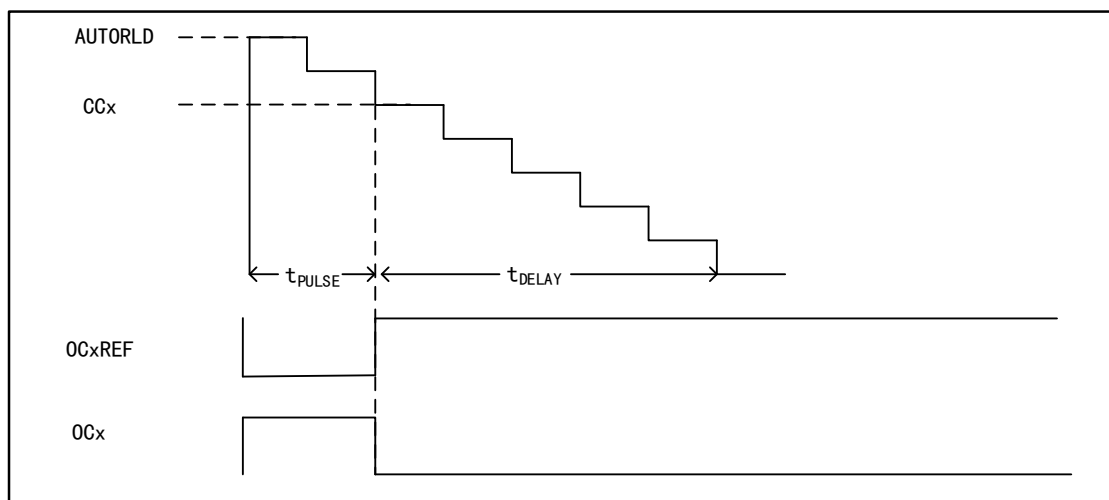 AUTORLD
CCx
tPULSE
tDELAY
OCxREF
OCx